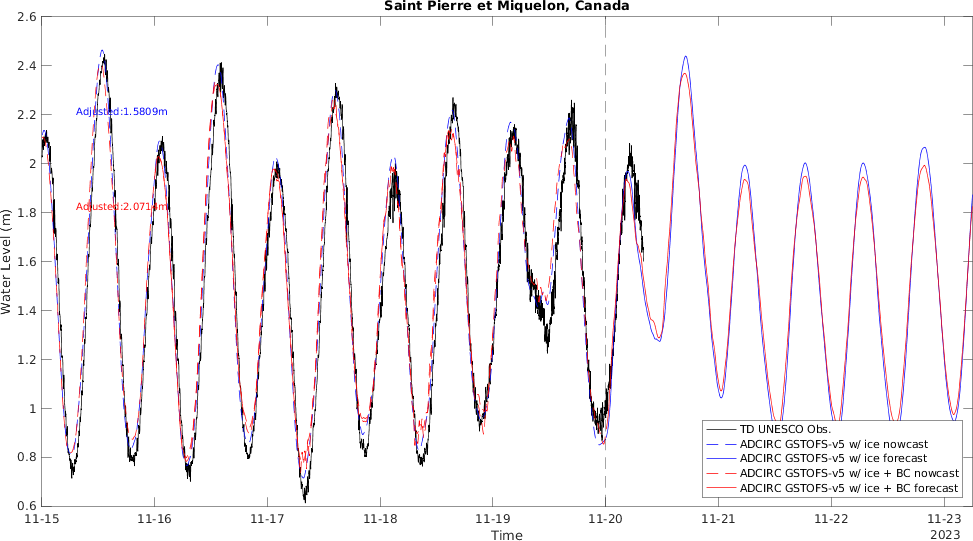 Saint Pierre et Miquelon, Canada
2.6
2.4
2.2
2
1.8
1.6
1.4
1.2
1
0.8
0.6
Water Level (m)
Adjusted:1.5809m
Adjusted:2.0714m
TD UNESCO Obs.
ADCIRC GSTOFS-v5 w/ ice nowcast
ADCIRC GSTOFS-v5 w/ ice forecast
ADCIRC GSTOFS-v5 w/ ice + BC nowcast
ADCIRC GSTOFS-v5 w/ ice + BC forecast
11-15 11-16 11-17 11-18 11-19 11-20 11-21 11-22 11-23
Time
2023